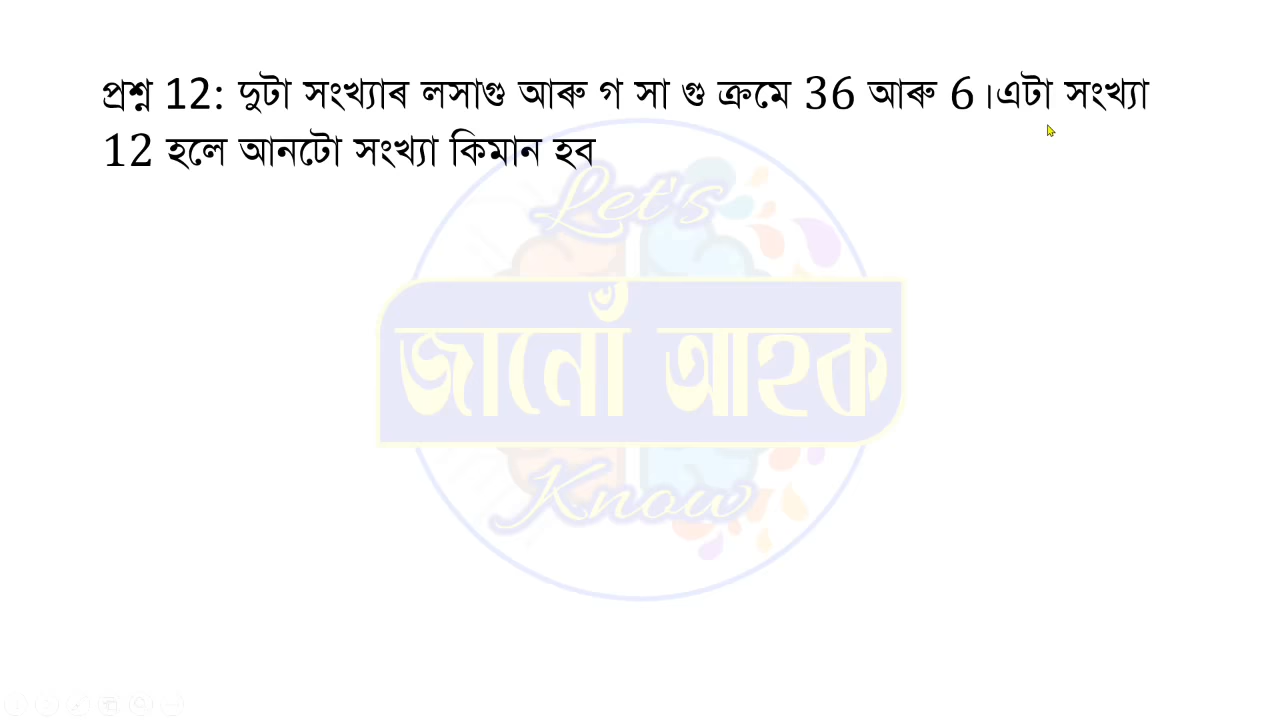 প্ৰশ্ন 12: দুটা সংখ্যাৰ লসাগু আৰু গ সা গু ক্ৰমে 36 আৰু 6।এটা সংখ্যা
12 হলে আনটো সংখ্যা কিমান হব
Let's
জানোঁ আহক
Know